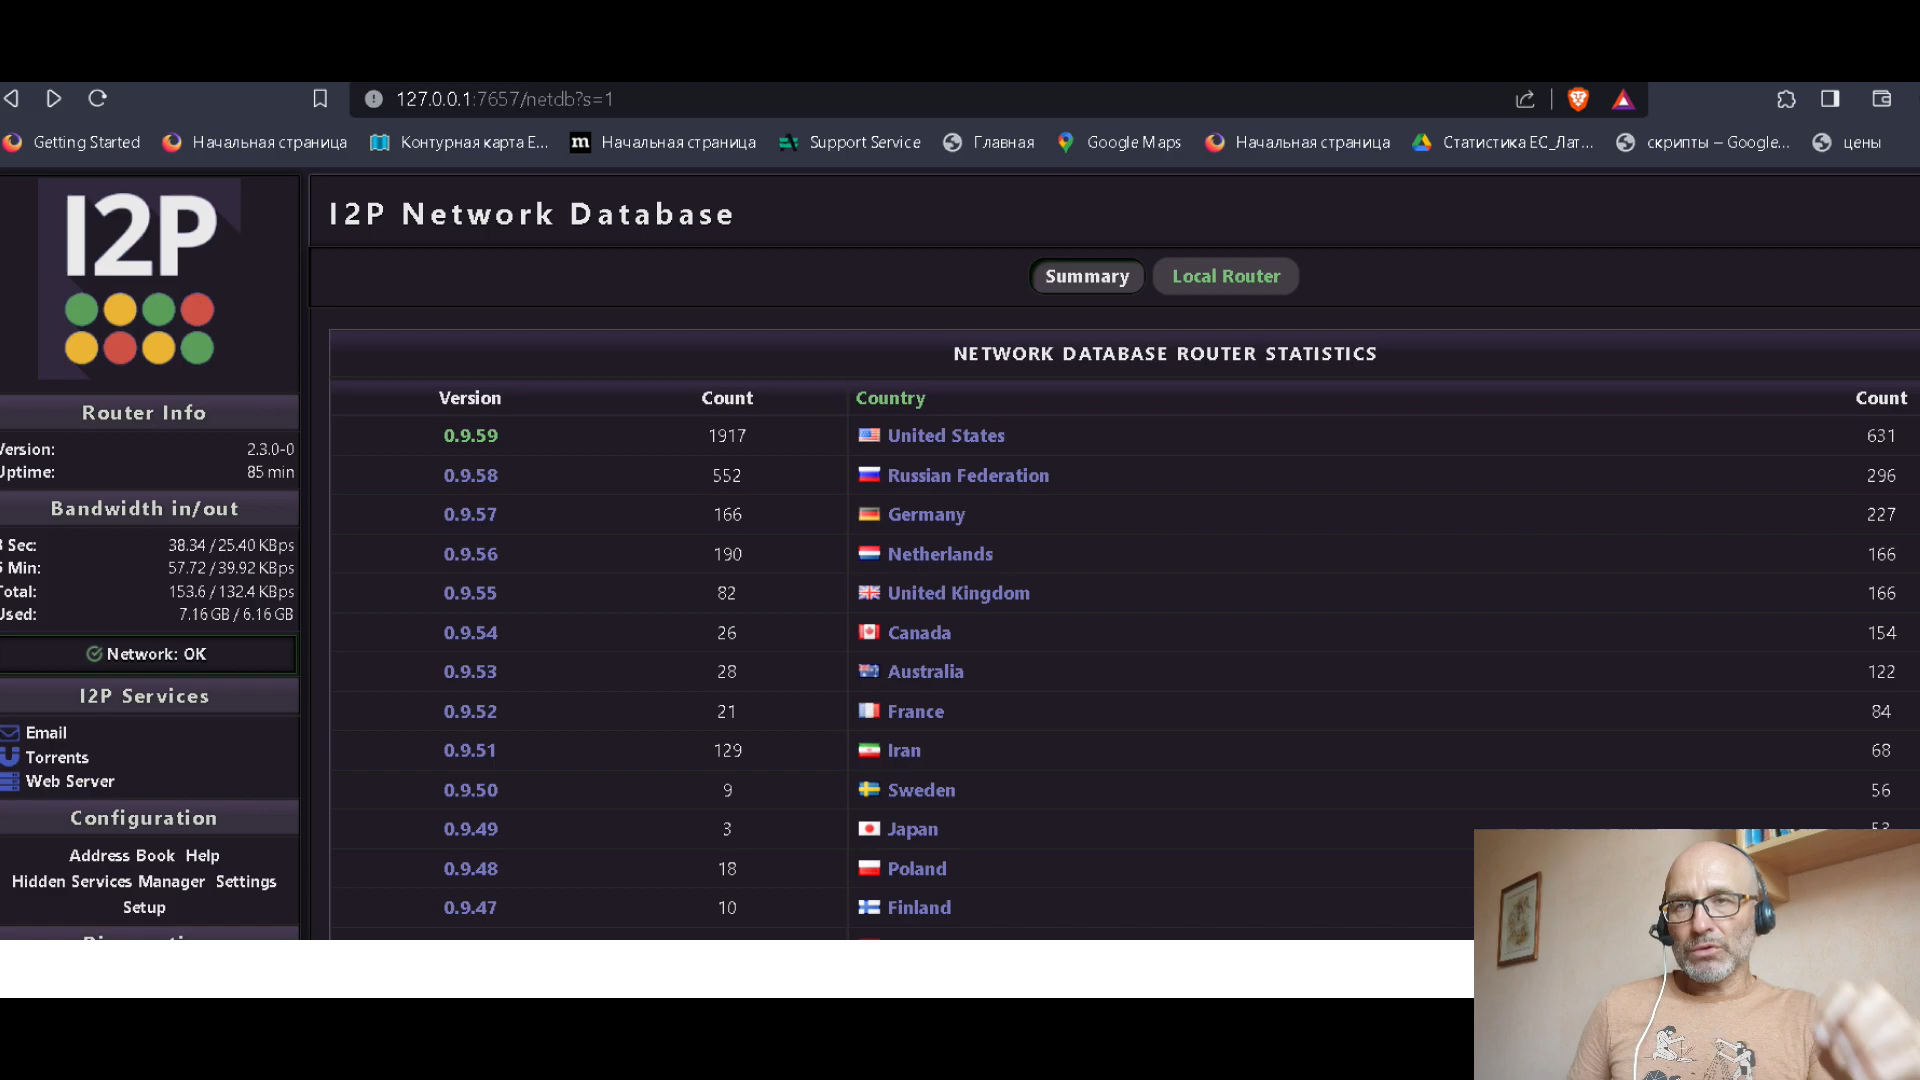 127.0.0.1:7657/netdb?s=1
Getting Started
Начальная страница
Контурная карта Е...
m
Начальная страница
Support Service
Главная
Google Maps
Начальная страница
Статистика ЕС_Лат...
скрипты – Google...
цены
I2P
I2P Network Database
Summary
Local Router
NETWORK DATABASE ROUTER STATISTICS
Version Count Country Count
0.9.59 1917 United States 631
0.9.58 552 Russian Federation 296
0.9.57 166 Germany 227
0.9.56 190 Netherlands 166
0.9.55 82 United Kingdom 166
0.9.54 26 Canada 154
0.9.53 28 Australia 122
0.9.52 21 France 84
0.9.51 129 Iran 68
0.9.50 9 Sweden 56
0.9.49 3 Japan
0.9.48 18 Poland
0.9.47 10 Finland
Router Info
Version: 2.3.0-0
Uptime: 85 min
Bandwidth in/out
3 Sec: 38.34 / 25.40 KBps
5 Min: 57.72 / 39.92 KBps
Total: 153.6 / 132.4 KBps
Used: 7.16 GB / 6.16 GB
Network: OK
I2P Services
Email
Torrents
Web Server
Configuration
Address Book Help
Hidden Services Manager Settings
Setup